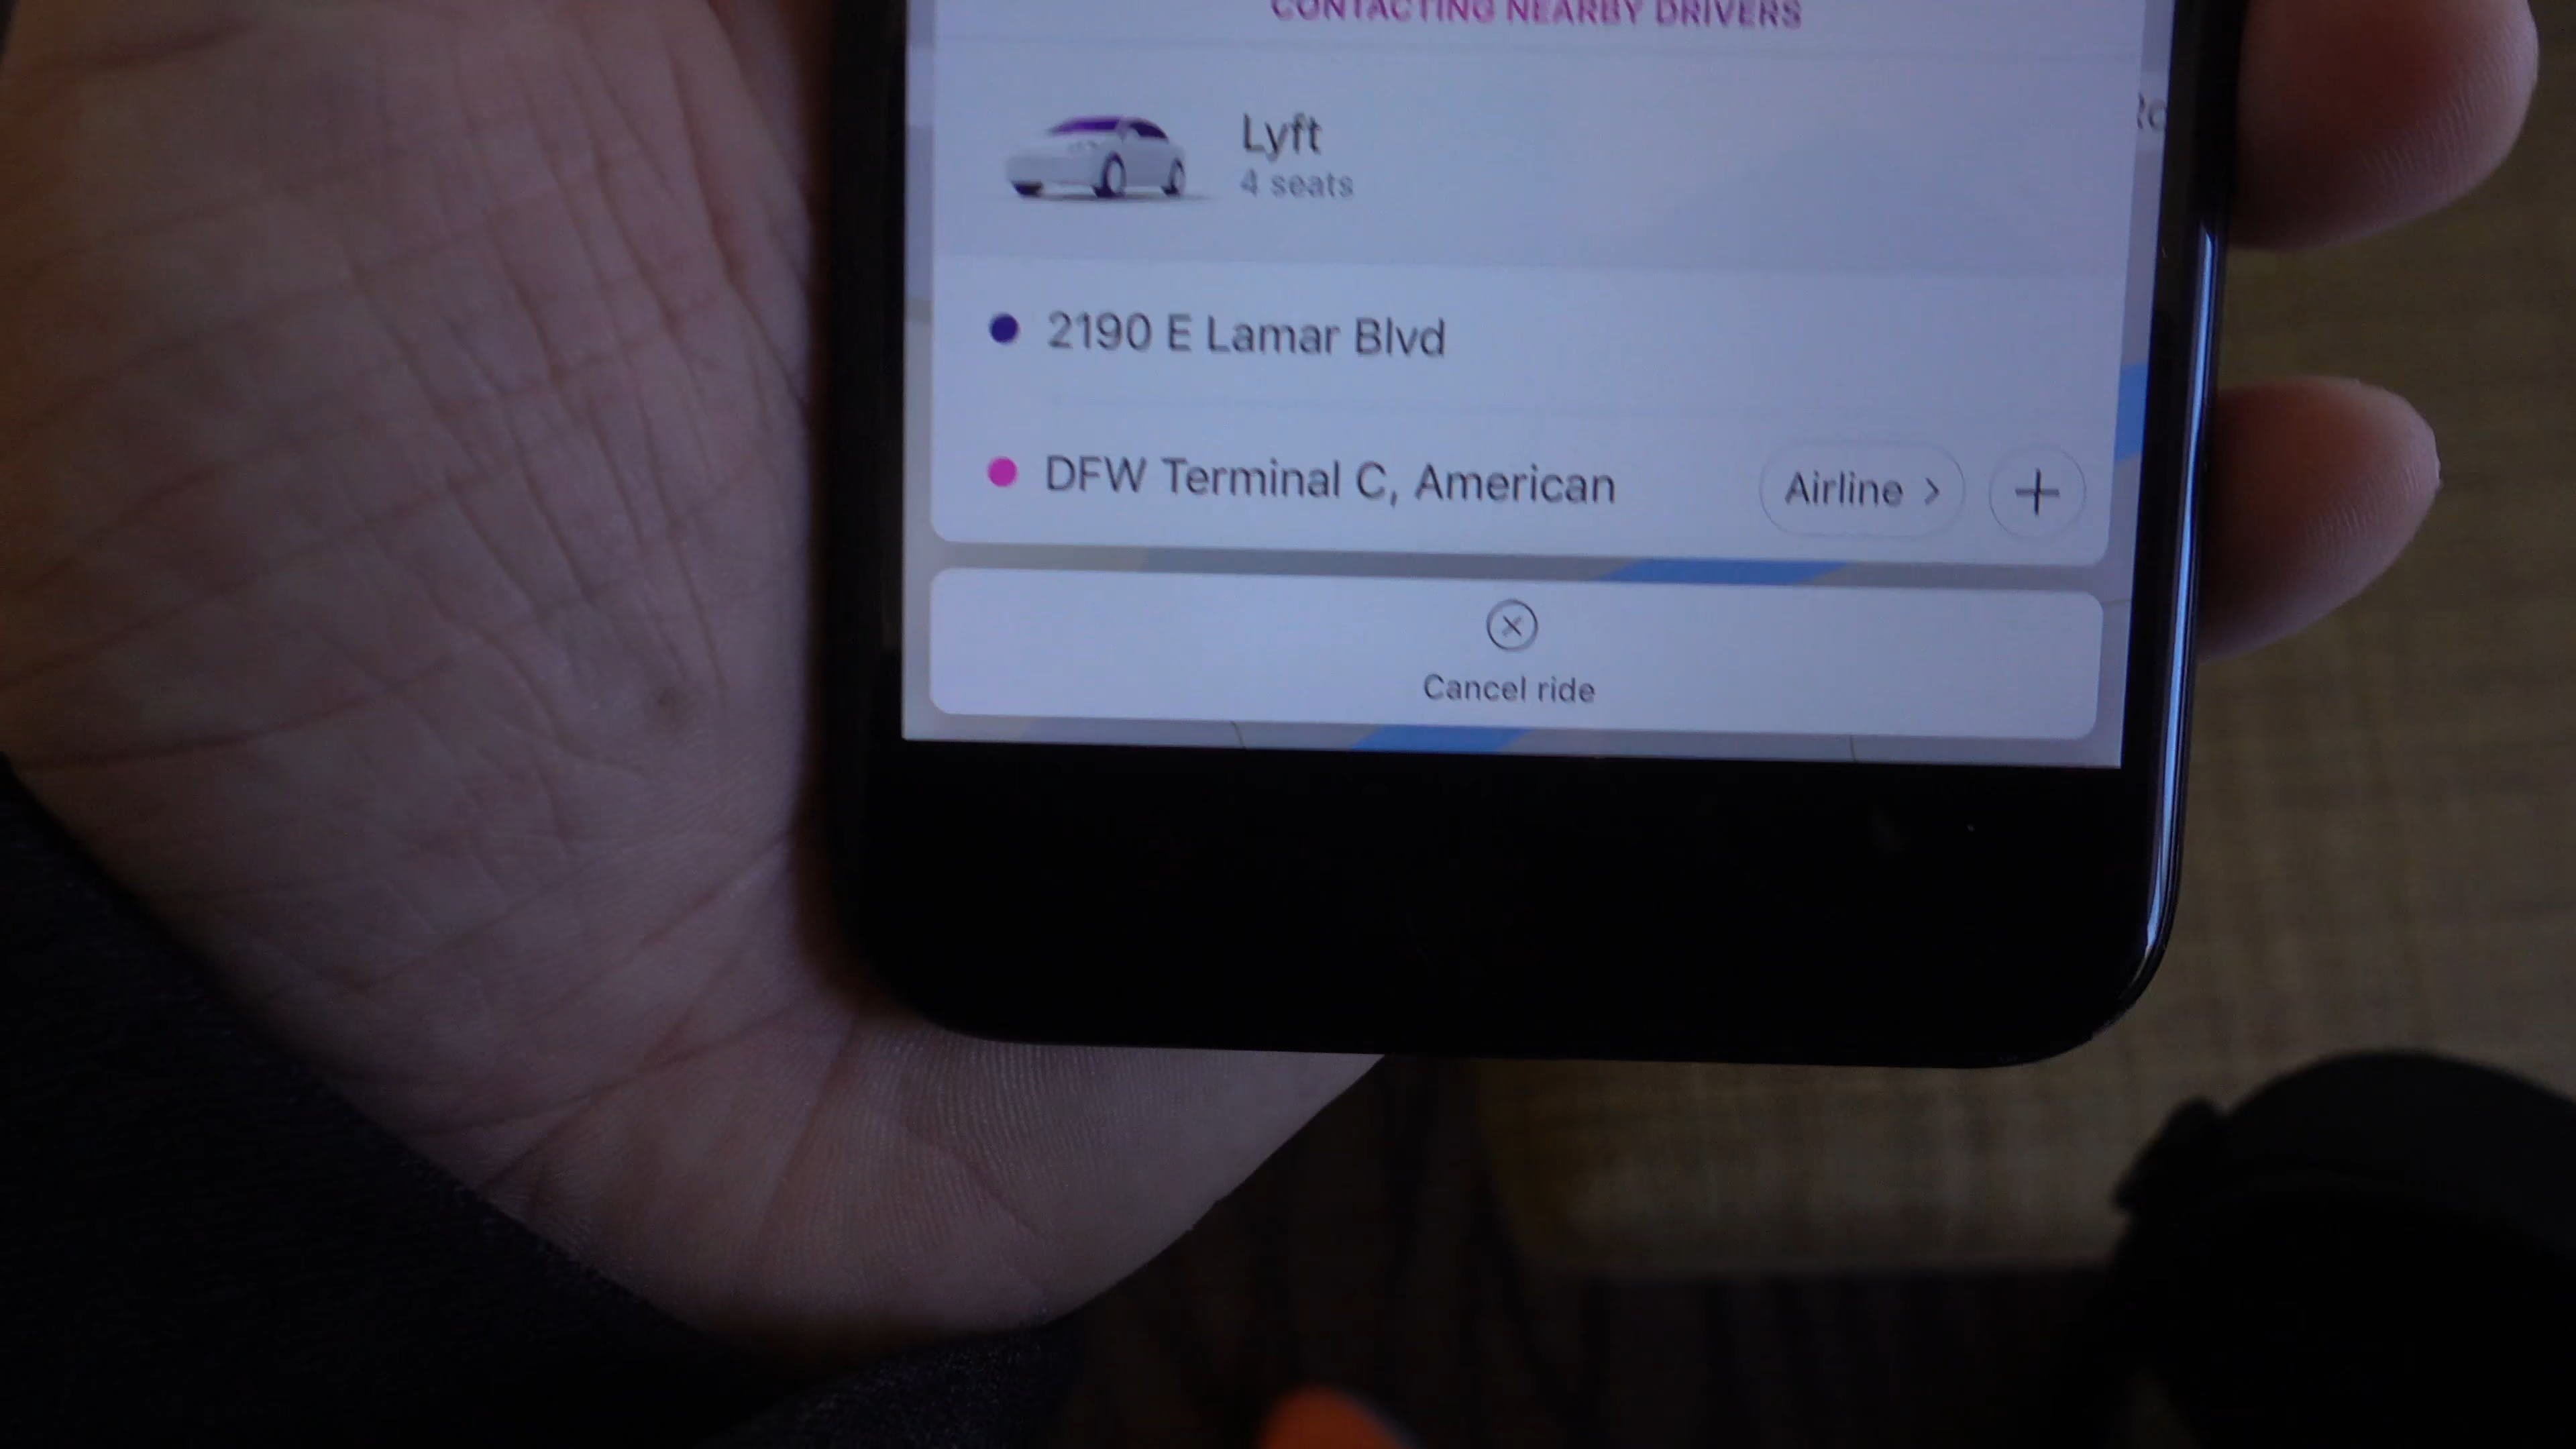 CONTACTING NEARBY DRIVERS
Lyft
4 seats
2190 E Lamar Blvd
DFW Terminal C, American
Airline >
+
Cancel ride